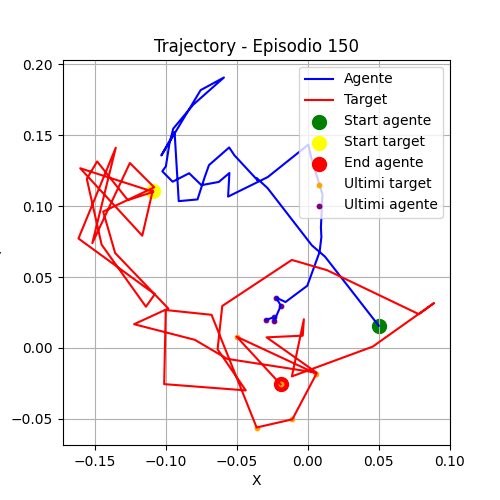 Trajectory - Episodio 150
0.20
0.15
0.10
0.05
0.00
−0.05
−0.15
−0.10
−0.05
0.00
0.05
0.10
X
Agente
Target
Start agente
Start target
End agente
Ultimi target
Ultimi agente